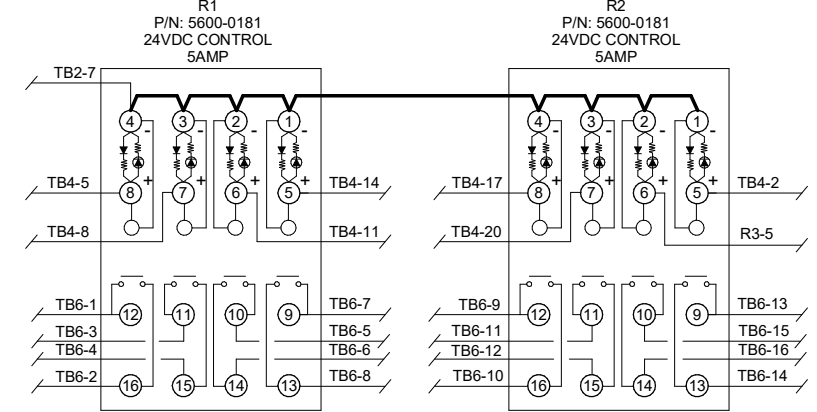 R1
P/N: 5600-0181
24VDC CONTROL
5AMP
R2
P/N: 5600-0181
24VDC CONTROL
5AMP
TB2-7
4 3 2 1
4 3 2 1
- - - -
- - - -
+ + + +
+ + + +
TB4-5 8 7 6 5 TB4-14
TB4-17 8 7 6 5 TB4-2
TB4-8 TB4-11
TB4-20 R3-5
TB6-1 12 11 10 9 TB6-7
TB6-9 12 11 10 9 TB6-13
TB6-3 TB6-5
TB6-11 TB6-15
TB6-4 TB6-6
TB6-12 TB6-16
TB6-2 16 15 14 13 TB6-8
TB6-10 16 15 14 13 TB6-14